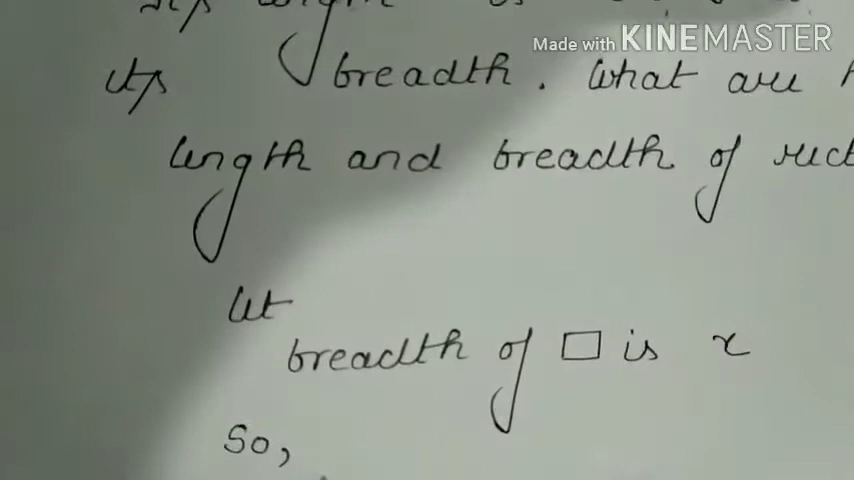 Made with KINEMASTER
its breadth. What are
length and breadth of
let
breadth of □ is x
So,